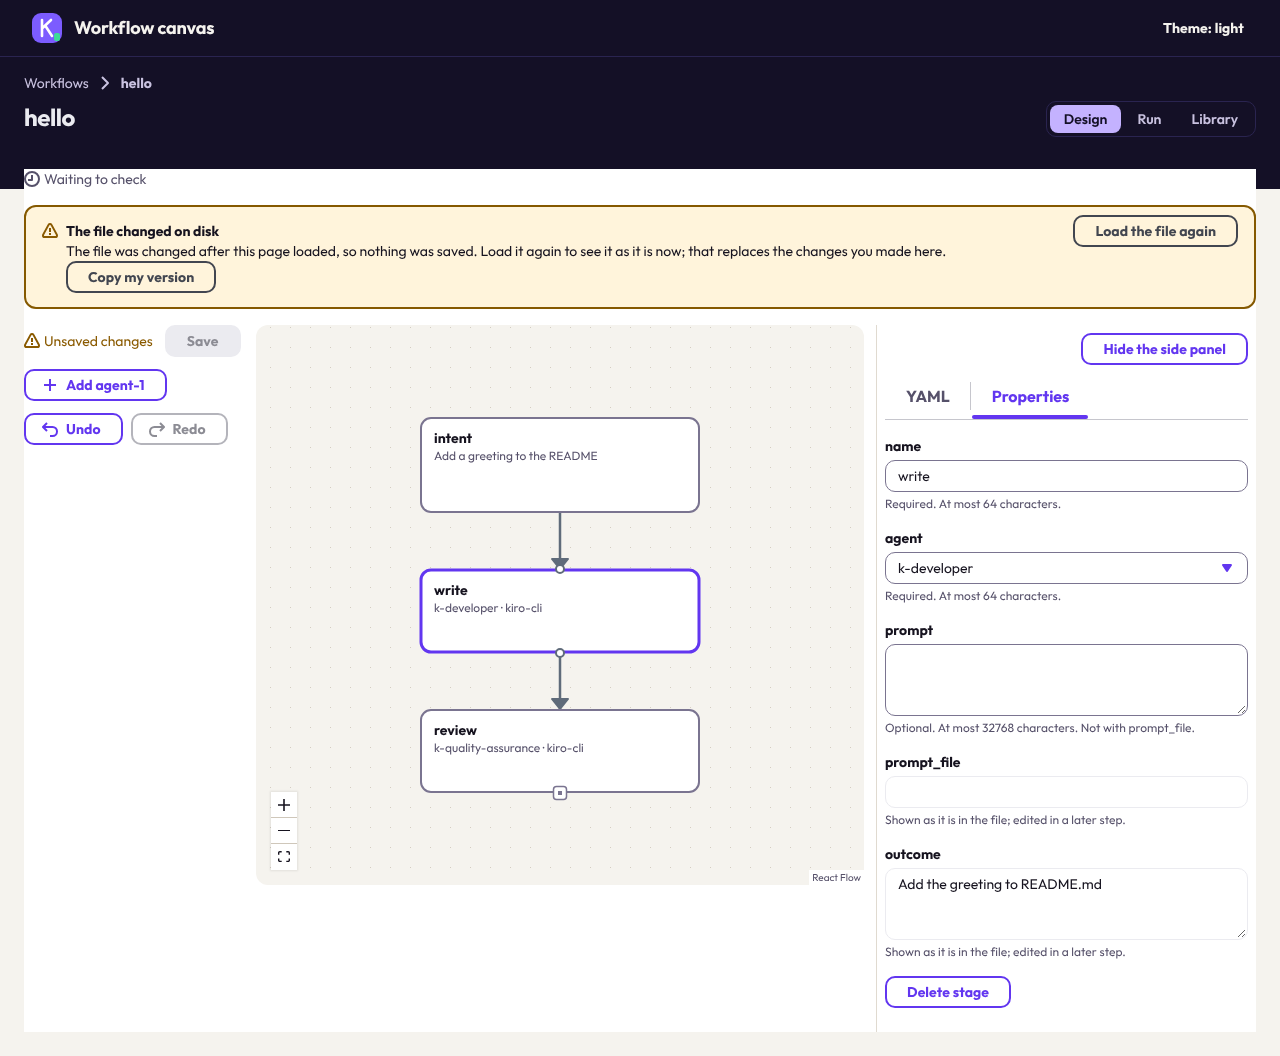 K
Workflow canvas
Theme: light
Workflows
hello
hello
Design
Run
Library
Waiting to check
The file changed on disk
The file was changed after this page loaded, so nothing was saved. Load it again to see it as it is now; that replaces the changes you made here.
Load the file again
Copy my version
Unsaved changes
Save
Add agent-1
Undo
Redo
intent
Add a greeting to the README
write
k-developer · kiro-cli
review
k-quality-assurance · kiro-cli
React Flow
Hide the side panel
YAML
Properties
name
write
Required. At most 64 characters.
agent
k-developer
Required. At most 64 characters.
prompt
Optional. At most 32768 characters. Not with prompt_file.
prompt_file
Shown as it is in the file; edited in a later step.
outcome
Add the greeting to README.md
Shown as it is in the file; edited in a later step.
Delete stage